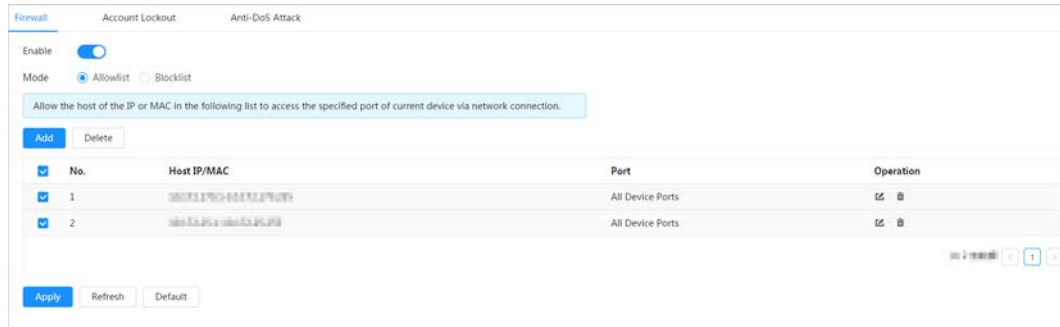 Firewall Account Lockout Anti-DoS Attack
Enable
Mode Allowlist Blocklist
Allow the host of the IP or MAC in the following list to access the specified port of current device via network connection.
Add Delete
No. Host IP/MAC Port Operation
1 All Device Ports
2 All Device Ports
1
Apply Refresh Default